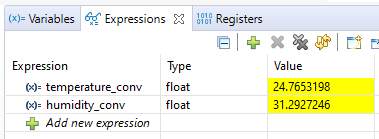 (x)= Variables Expressions Registers
Expression Type Value
(x)= temperature_conv float 24.7653198
(x)= humidity_conv float 31.2927246
Add new expression